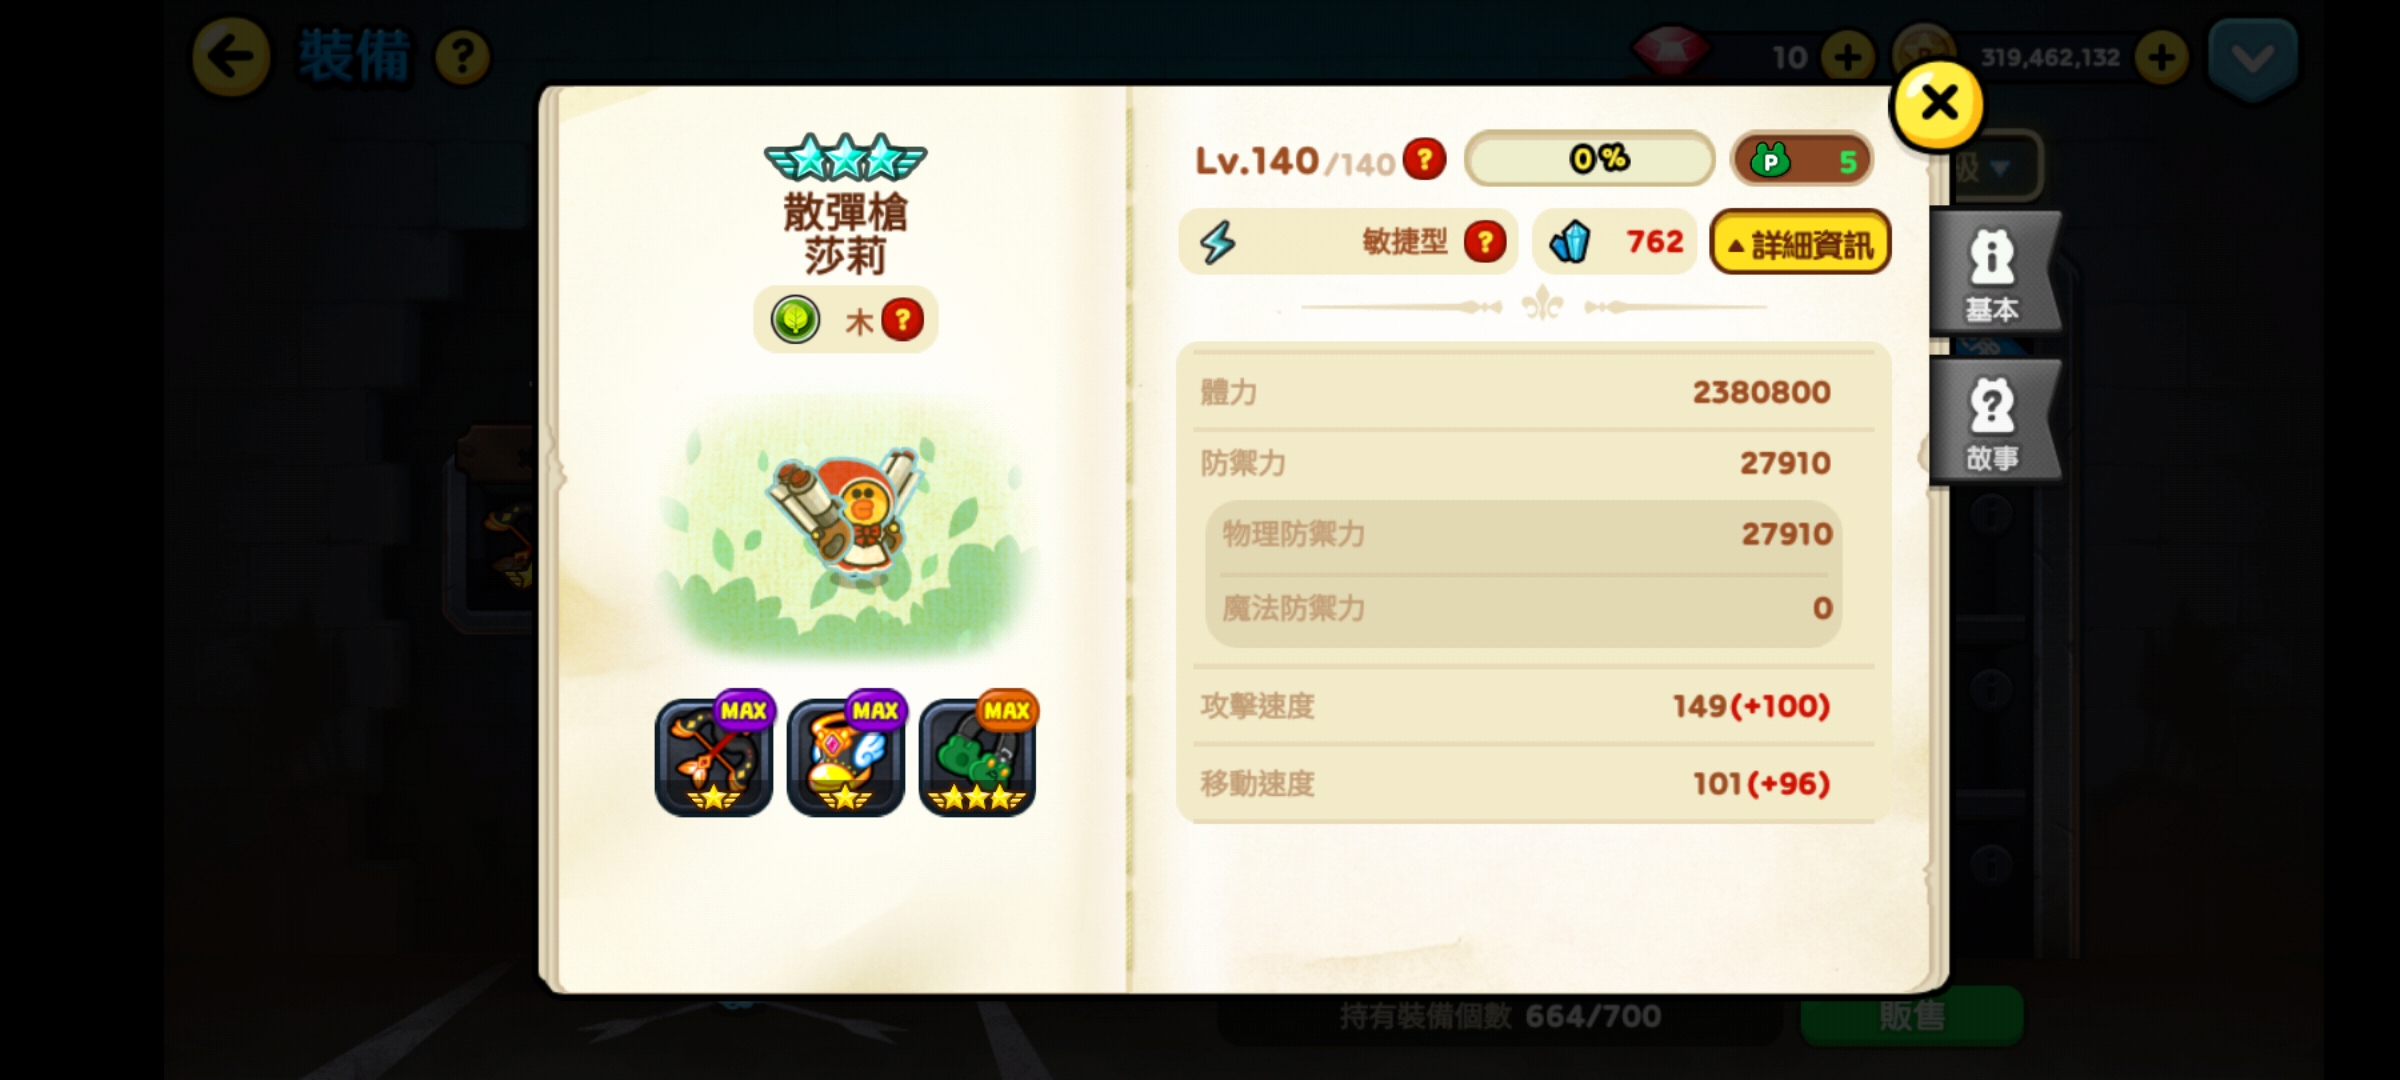 裝備 ?
10
319,462,132
散彈槍
莎莉
木 ?
MAX MAX MAX
Lv.140/140 ? 0% P 5
敏捷型 ? 762 ▲詳細資訊
體力 2380800
防禦力 27910
物理防禦力 27910
魔法防禦力 0
攻擊速度 149(+100)
移動速度 101(+96)
級 ▼
基本
故事
持有裝備個數 664/700
販售